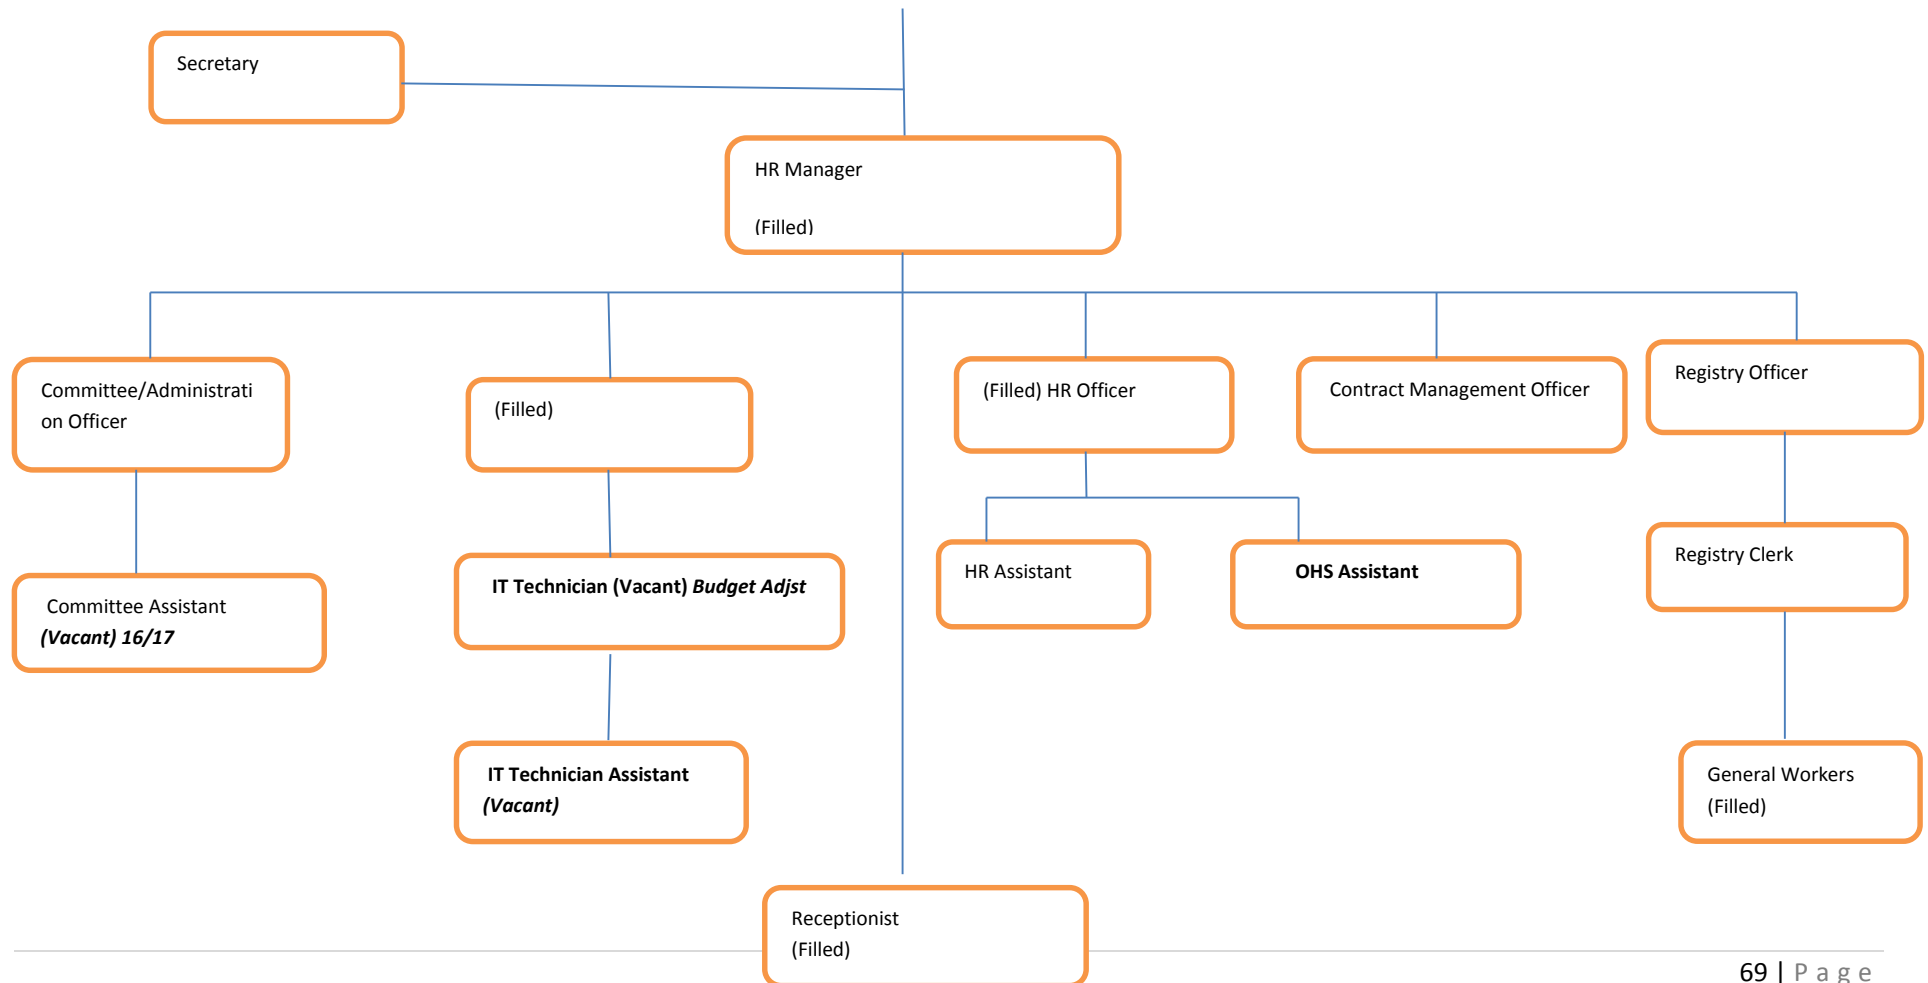 Secretary
HR Manager
(Filled)
Committee/Administrati
on Officer
(Filled)
(Filled) HR Officer
Contract Management Officer
Registry Officer
Committee Assistant
(Vacant) 16/17
IT Technician (Vacant) Budget Adjst
HR Assistant
OHS Assistant
Registry Clerk
IT Technician Assistant
(Vacant)
General Workers
(Filled)
Receptionist
(Filled)
69 | Page